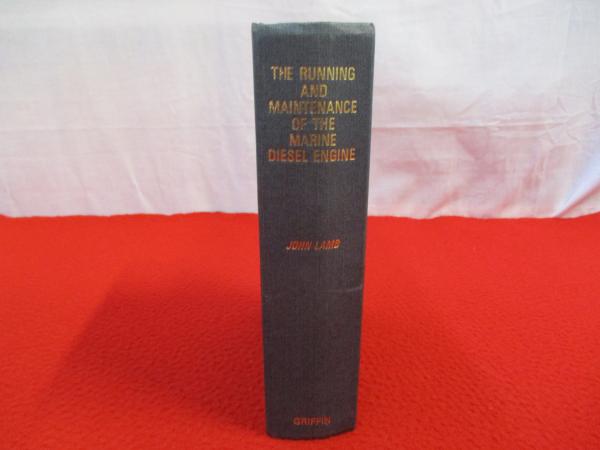 THE RUNNING
AND
MAINTENANCE
OF THE
MARINE
DIESEL ENGINE
JOHN LAMB
GRIFFIN